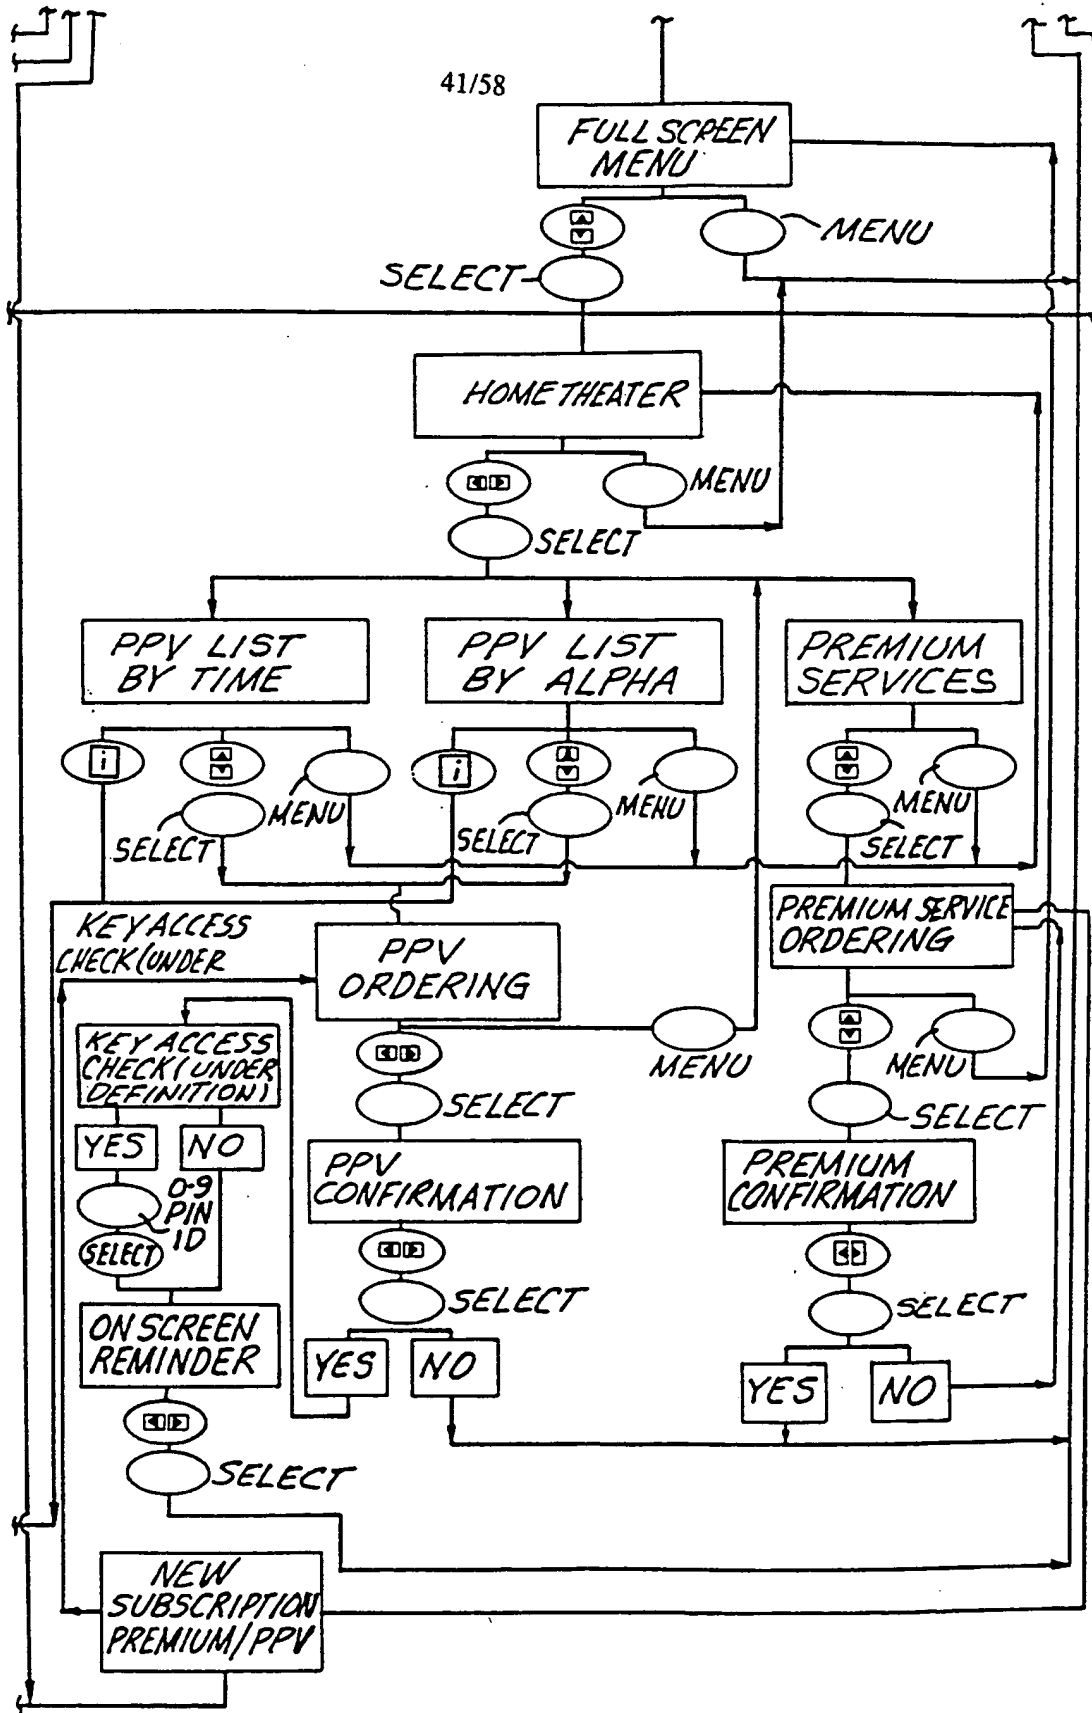 41/58
FULL SCREEN
MENU
MENU
SELECT
HOME THEATER
MENU
SELECT
PPV LIST
BY TIME
PPV LIST
BY ALPHA
PREMIUM
SERVICES
i
i
MENU
MENU
MENU
SELECT
SELECT
SELECT
KEY ACCESS
CHECK (UNDER
PPV
ORDERING
PREMIUM SERVICE
ORDERING
KEY ACCESS
CHECK (UNDER
DEFINITION)
MENU
MENU
SELECT
SELECT
YES
NO
0-9
PIN
ID
SELECT
PPV
CONFIRMATION
PREMIUM
CONFIRMATION
SELECT
SELECT
ON SCREEN
REMINDER
YES
NO
YES
NO
SELECT
NEW
SUBSCRIPTION
PREMIUM/PPV